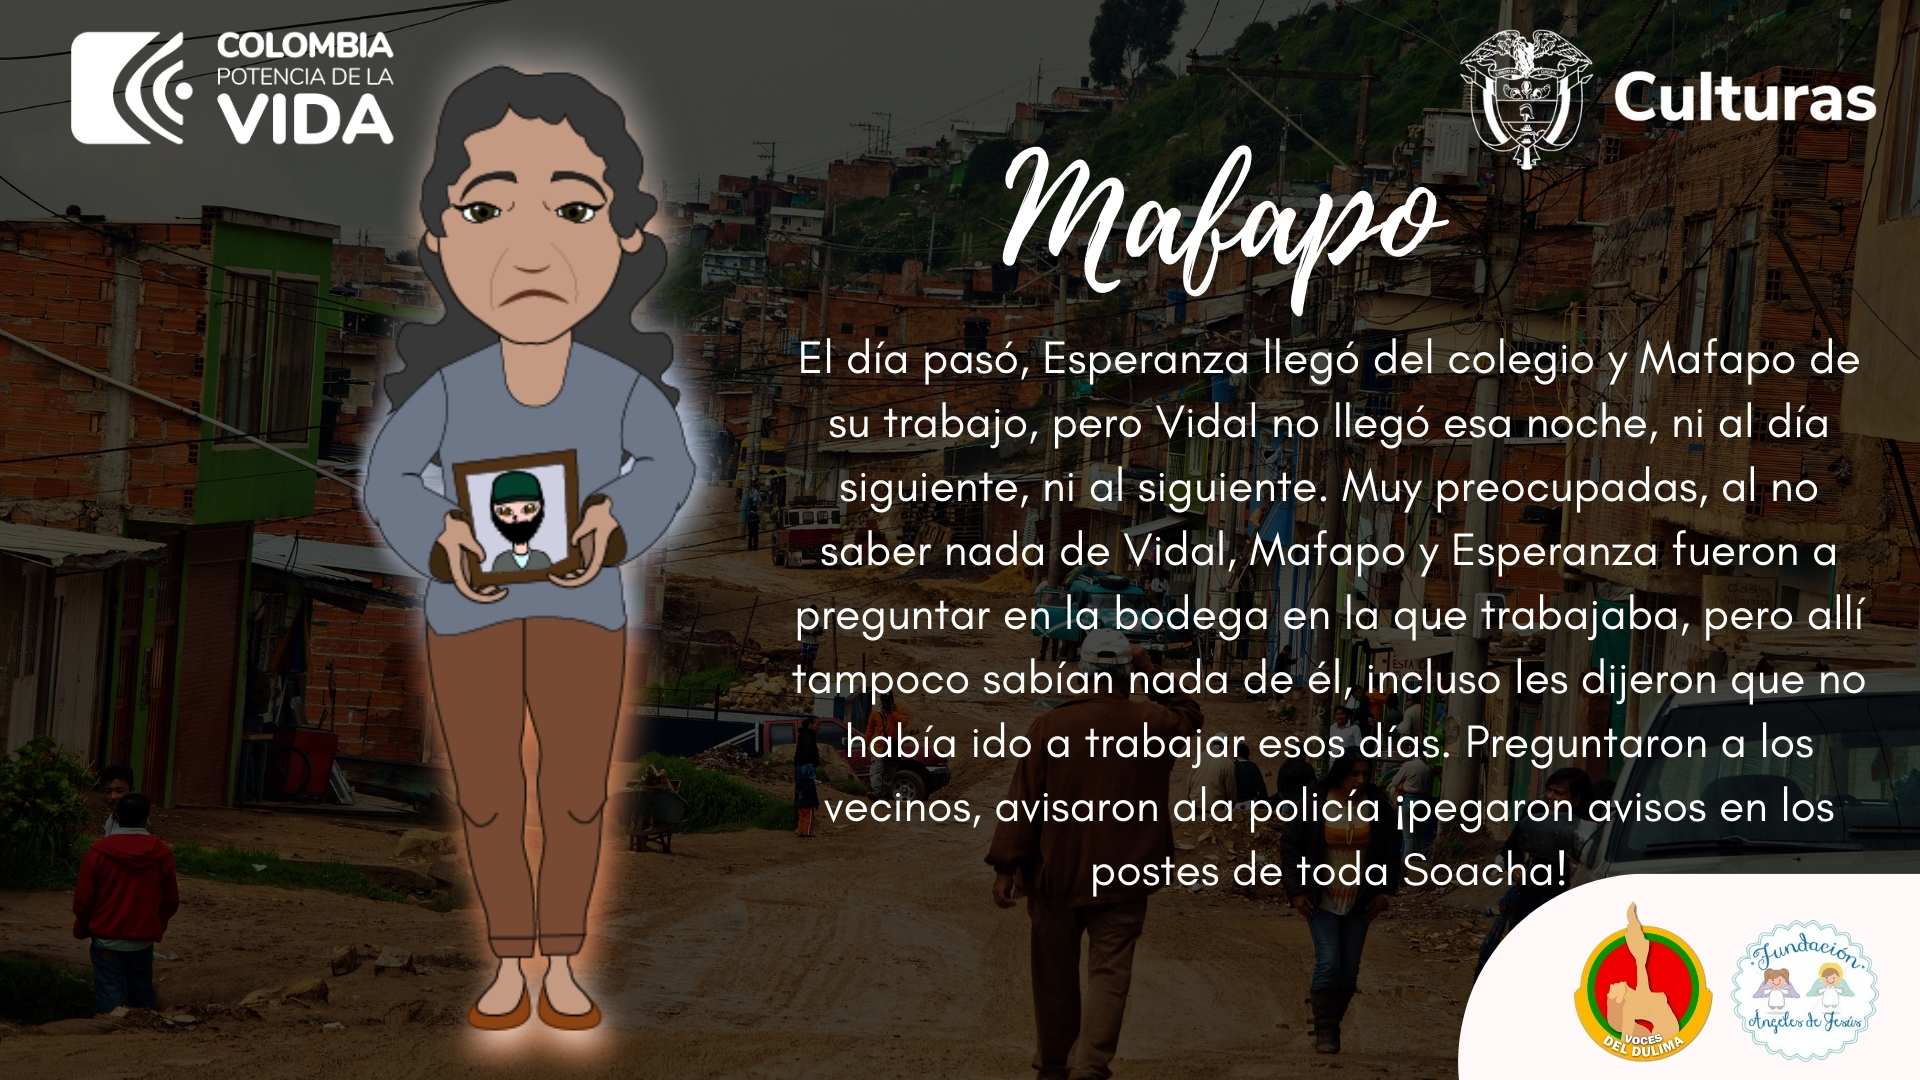 COLOMBIA
POTENCIA DE LA
VIDA
Culturas
Mafapo
El día pasó, Esperanza llegó del colegio y Mafapo de
su trabajo, pero Vidal no llegó esa noche, ni al día
siguiente, ni al siguiente. Muy preocupadas, al no
saber nada de Vidal, Mafapo y Esperanza fueron a
preguntar en la bodega en la que trabajaba, pero allí
tampoco sabían nada de él, incluso les dijeron que no
había ido a trabajar esos días. Preguntaron a los
vecinos, avisaron ala policía ¡pegaron avisos en los
postes de toda Soacha!
VOCES
DEL DULIMA
Fundación
Ángeles de Jesús